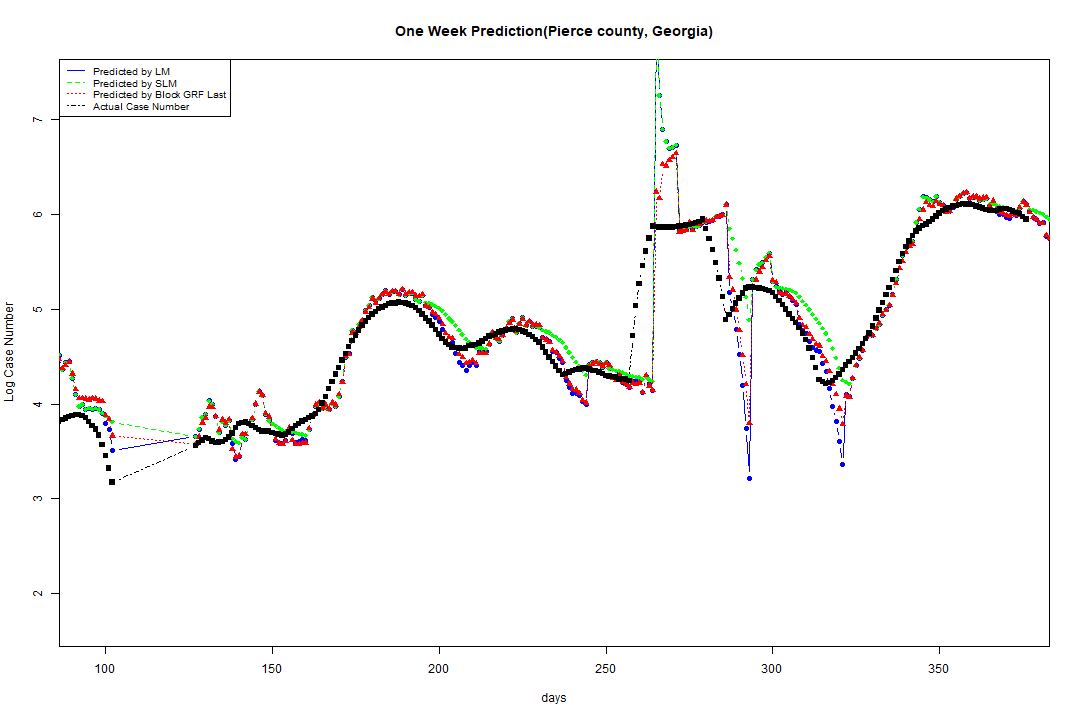 One Week Prediction(Pierce county, Georgia)
Predicted by LM
Predicted by SLM
Predicted by Block GRF Last
Actual Case Number
Log Case Number
7
6
5
4
3
2
100 150 200 250 300 350
days